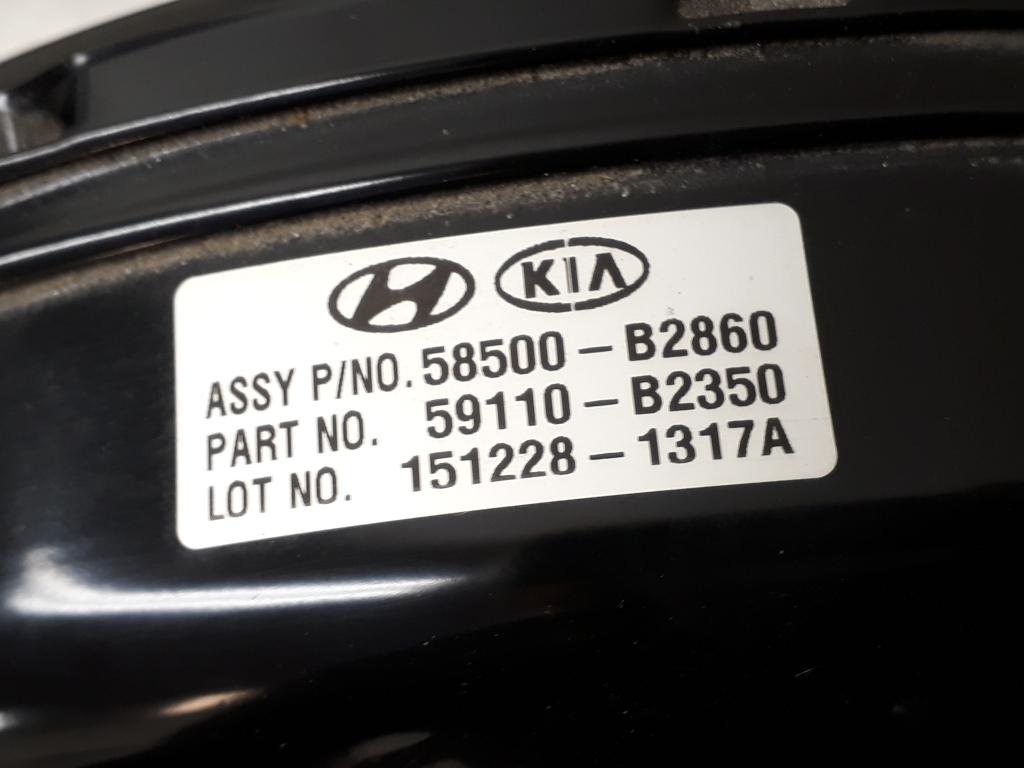 KIA
ASSY P/NO. 58500-B2860
PART NO. 59110-B2350
LOT NO. 151228-1317A